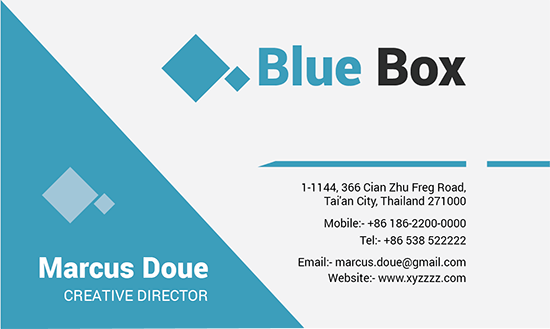 Blue Box
1-1144, 366 Cian Zhu Freg Road,
Tai'an City, Thailand 271000
Mobile:- +86 186-2200-0000
Tel:- +86 538 522222
Email:- marcus.doue@gmail.com
Website:- www.xyzzzz.com
Marcus Doue
CREATIVE DIRECTOR